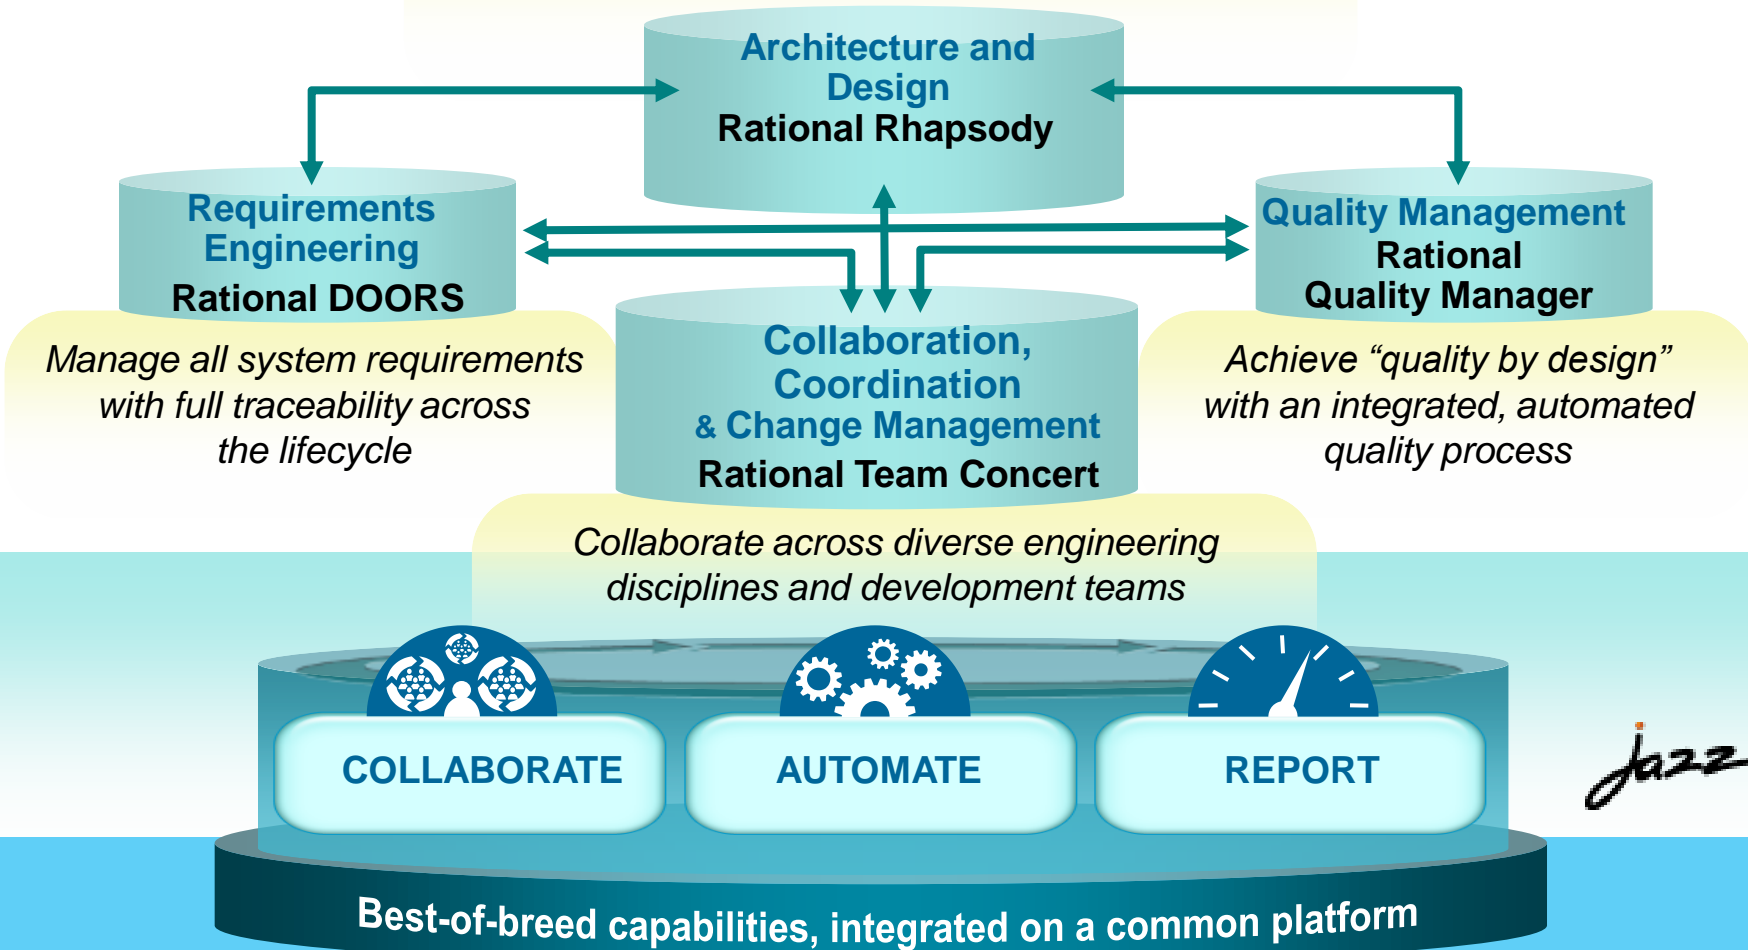 Architecture and
Design
Rational Rhapsody
Requirements
Engineering
Rational DOORS
Quality Management
Rational
Quality Manager
Manage all system requirements
with full traceability across
the lifecycle
Collaboration,
Coordination
& Change Management
Rational Team Concert
Achieve “quality by design”
with an integrated, automated
quality process
Collaborate across diverse engineering
disciplines and development teams
COLLABORATE
AUTOMATE
REPORT
jazz
Best-of-breed capabilities, integrated on a common platform